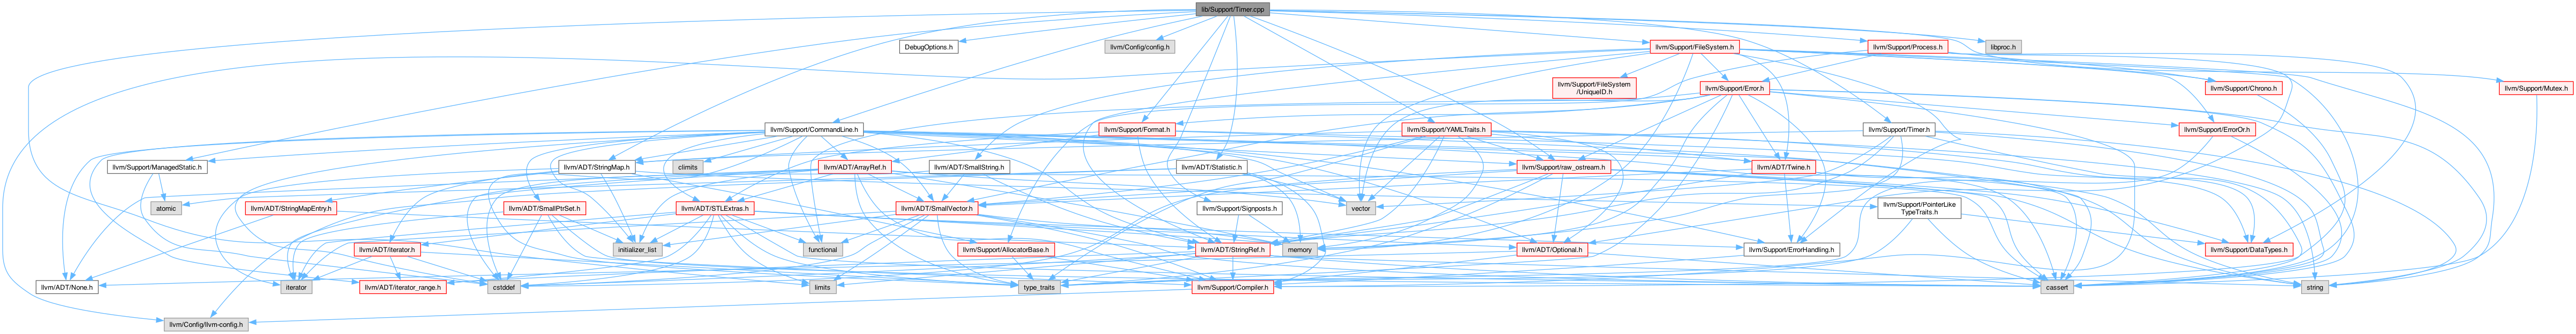 lib/Support/Timer.cpp
DebugOptions.h
llvm/Config/config.h
llvm/Support/FileSystem.h
llvm/Support/Process.h
libproc.h
llvm/Support/FileSystem
/UniqueID.h
llvm/Support/Error.h
llvm/Support/Chrono.h
llvm/Support/Mutex.h
llvm/Support/CommandLine.h
llvm/Support/Format.h
llvm/Support/YAMLTraits.h
llvm/Support/Timer.h
llvm/Support/ErrorOr.h
llvm/Support/ManagedStatic.h
llvm/ADT/StringMap.h
climits
llvm/ADT/ArrayRef.h
llvm/ADT/SmallString.h
llvm/ADT/Statistic.h
llvm/Support/raw_ostream.h
llvm/ADT/Twine.h
atomic
llvm/ADT/StringMapEntry.h
llvm/ADT/SmallPtrSet.h
llvm/ADT/STLExtras.h
llvm/ADT/SmallVector.h
llvm/Support/Signposts.h
vector
llvm/Support/PointerLike
TypeTraits.h
llvm/ADT/iterator.h
initializer_list
functional
llvm/Support/AllocatorBase.h
llvm/ADT/StringRef.h
memory
llvm/ADT/Optional.h
llvm/Support/ErrorHandling.h
llvm/Support/DataTypes.h
llvm/ADT/None.h
iterator
llvm/ADT/iterator_range.h
cstddef
limits
type_traits
llvm/Support/Compiler.h
cassert
string
llvm/Config/llvm-config.h